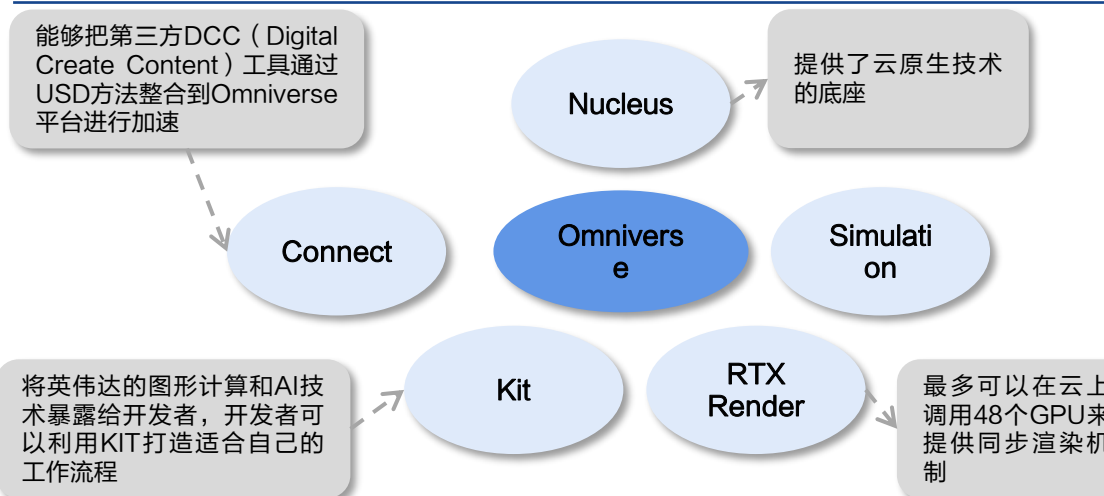 能够把第三方DCC（Digital
Create Content）工具通过
USD方法整合到Omniverse
平台进行加速
Nucleus
提供了云原生技术
的底座
Connect
Omnivers
e
Simulati
on
将英伟达的图形计算和AI技
术暴露给开发者，开发者可
以利用KIT打造适合自己的
工作流程
Kit
RTX
Render
最多可以在云上
调用48个GPU来
提供同步渲染机
制